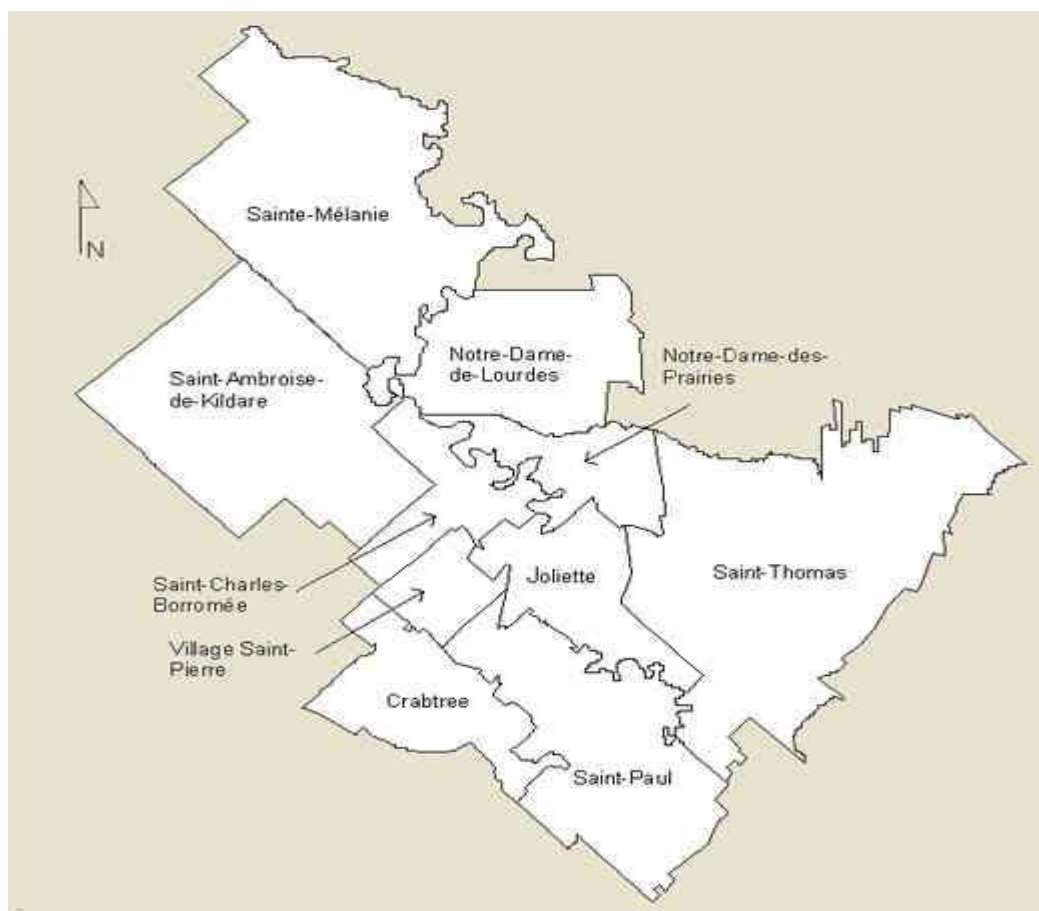 Sainte-Mélanie
N
Notre-Dame-
de-Lourdes
Notre-Dame-des-
Prairies
Saint-Ambroise-
de-Kildare
Saint-Charles-
Borromée
Joliette
Saint-Thomas
Village Saint-
Pierre
Crabtree
Saint-Paul